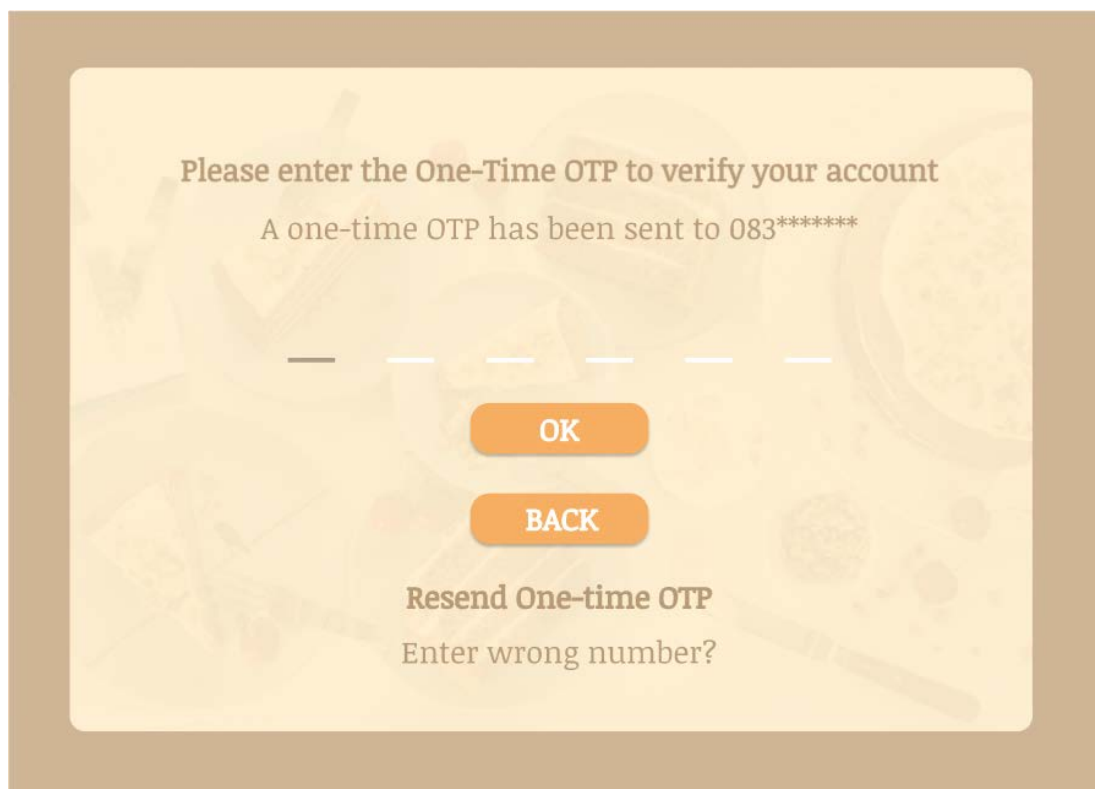 Please enter the One-Time OTP to verify your account
A one-time OTP has been sent to 083*******
OK
BACK
Resend One-time OTP
Enter wrong number?